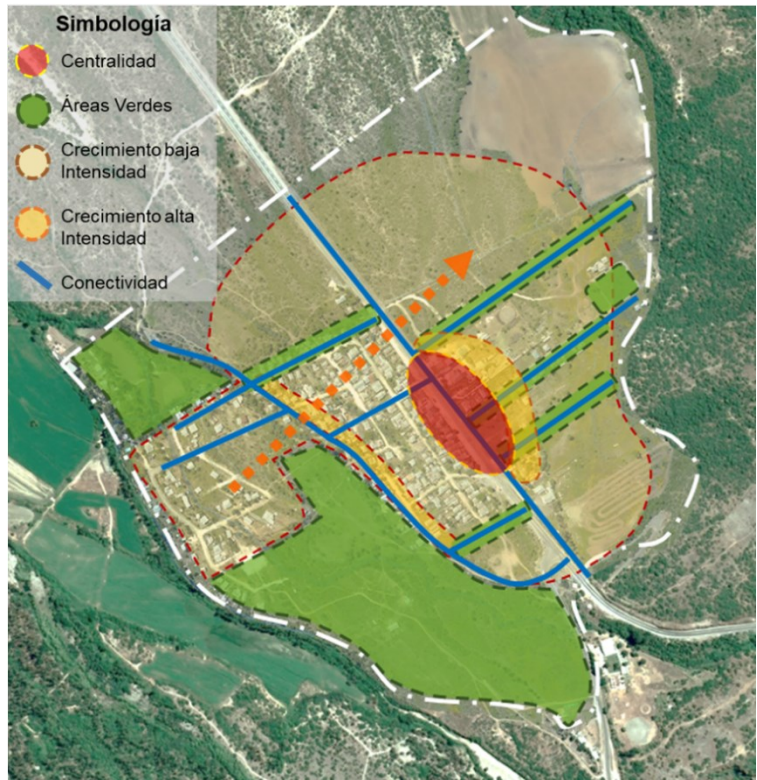 Simbología
Centralidad
Áreas Verdes
Crecimiento baja
Intensidad
Crecimiento alta
Intensidad
Conectividad